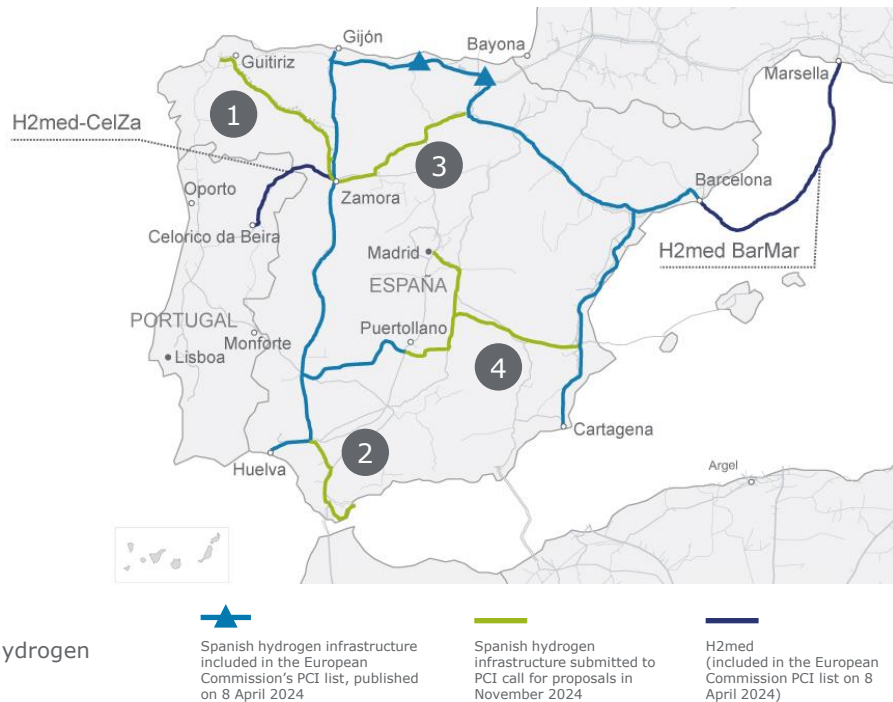 Gijón
Bayona
Guitiriz
Marsella
1
H2med-CelZa
3
Oporto
Zamora
Barcelona
Celorico da Beira
Madrid
H2med BarMar
ESPAÑA
PORTUGAL
Puertollano
Monforte
Lisboa
4
Cartagena
2
Huelva
Argel
ydrogen
Spanish hydrogen infrastructure
included in the European
Commission's PCI list, published
on 8 April 2024
Spanish hydrogen
infrastructure submitted to
PCI call for proposals in
November 2024
H2med
(included in the European
Commission PCI list on 8
April 2024)